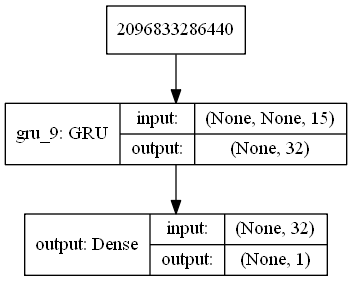 2096833286440
gru_9: GRU
input:
(None, None, 15)
output:
(None, 32)
output: Dense
input:
(None, 32)
output:
(None, 1)